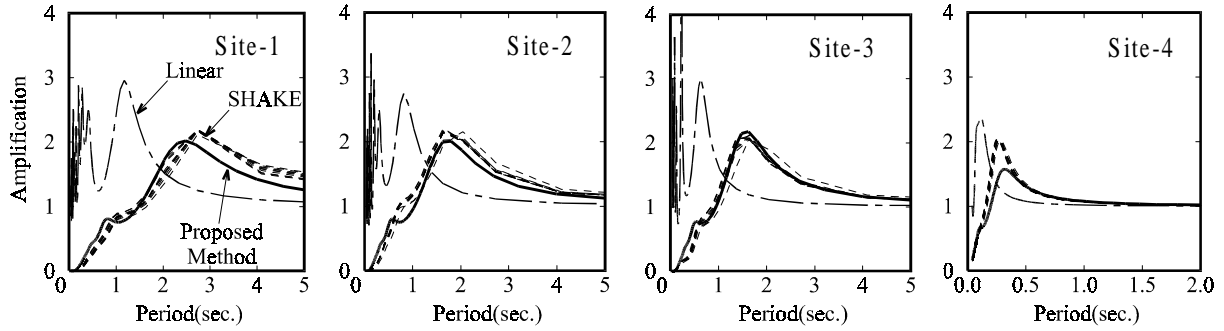 Site-1
Linear
SHAKE
Proposed
Method
Amplification
4
3
2
1
0
0 1 2 3 4 5
Period(sec.)
Site-2
4
3
2
1
0
0 1 2 3 4 5
Period(sec.)
Site-3
4
3
2
1
0
0 1 2 3 4 5
Period(sec.)
Site-4
4
3
2
1
0
0.0 0.5 1.0 1.5 2.0
Period(sec.)